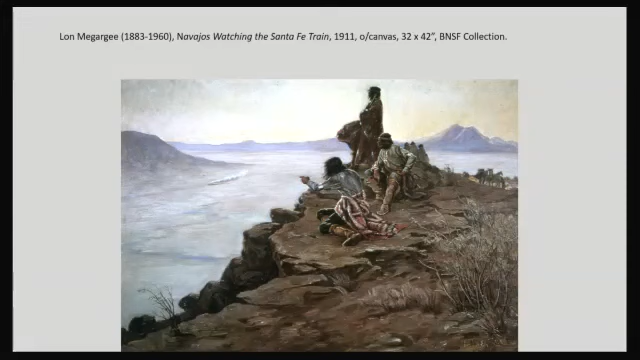 Lon Megargee (1883-1960), Navajos Watching the Santa Fe Train, 1911, o/canvas, 32 x 42”, BNSF Collection.